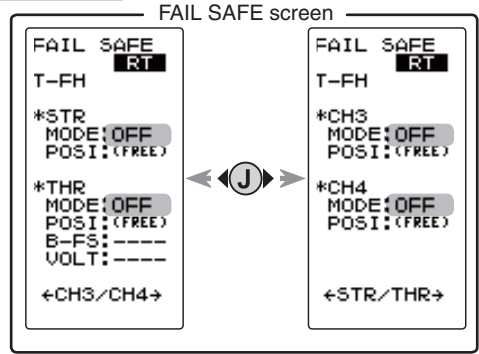 FAIL SAFE screen
FAIL SAFE
RT
T-FH
*STR
MODE:OFF
POSI:(FREE)
*THR
MODE:OFF
POSI:(FREE)
B-FS:----
VOLT:----
←CH3/CH4→
J
FAIL SAFE
RT
T-FH
*CH3
MODE:OFF
POSI:(FREE)
*CH4
MODE:OFF
POSI:(FREE)
←STR/THR→